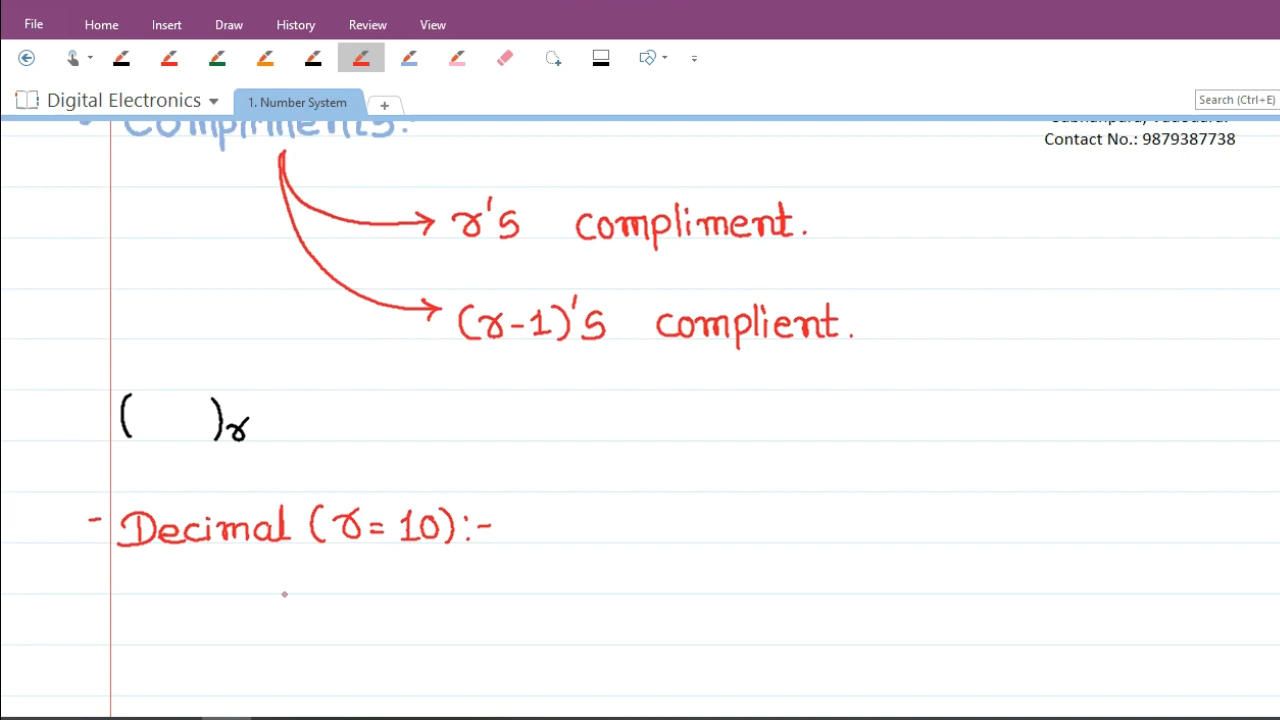 File Home Insert Draw History Review View
Digital Electronics 1. Number System +
Search (Ctrl+E)
Contact No.: 9879387738
r's compliment.
(r-1)'s complient.
( )r
- Decimal (r = 10):-